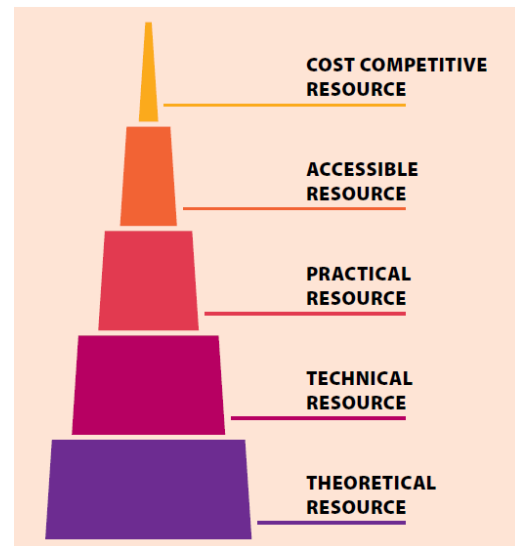 COST COMPETITIVE
RESOURCE
ACCESSIBLE
RESOURCE
PRACTICAL
RESOURCE
TECHNICAL
RESOURCE
THEORETICAL
RESOURCE